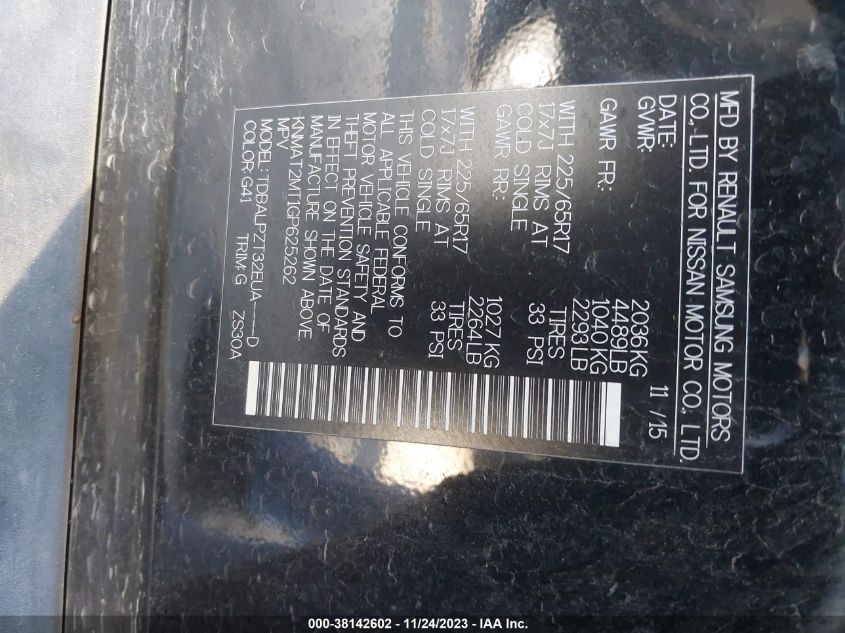 MFD BY RENAULT SAMSUNG MOTORS
CO., LTD. FOR NISSAN MOTOR CO., LTD.
DATE: 11 /15
GVWR: 2036KG
4489LB
GAWR FR: 1040 KG
2293LB
WITH 225/65R17 TIRES
17x7J RIMS AT
COLD SINGLE 33 PSI
GAWR RR: 1027 KG
2264LB
WITH 225/65R17 TIRES
17x7J RIMS AT
COLD SINGLE 33 PSI
THIS VEHICLE CONFORMS TO
ALL APPLICABLE FEDERAL
MOTOR VEHICLE SAFETY AND
THEFT PREVENTION STANDARDS
IN EFFECT ON THE DATE OF
MANUFACTURE SHOWN ABOVE
KNMAT2MT1GP625262
MPV
MODEL: TDBALPZT32EUA----D
COLOR: G41 TRIM: G ZS30A
000-38142602 - 11/24/2023 - IAA Inc.